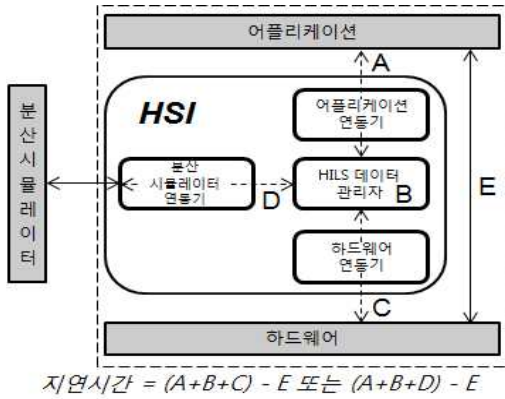 어플리케이션
A
HSI
어플리케이션
연동기
분산시뮬레이터
분산
시뮬레이터
연동기
D
HILS 데이터
관리자
B
E
하드웨어
연동기
C
하드웨어
지연시간 = (A+B+C) - E 또는 (A+B+D) - E